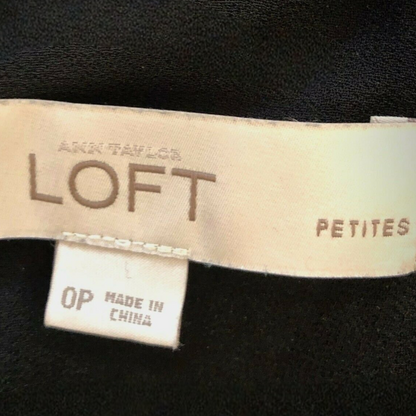 ANN TAYLOR
LOFT
PETITES
0P MADE IN
CHINA